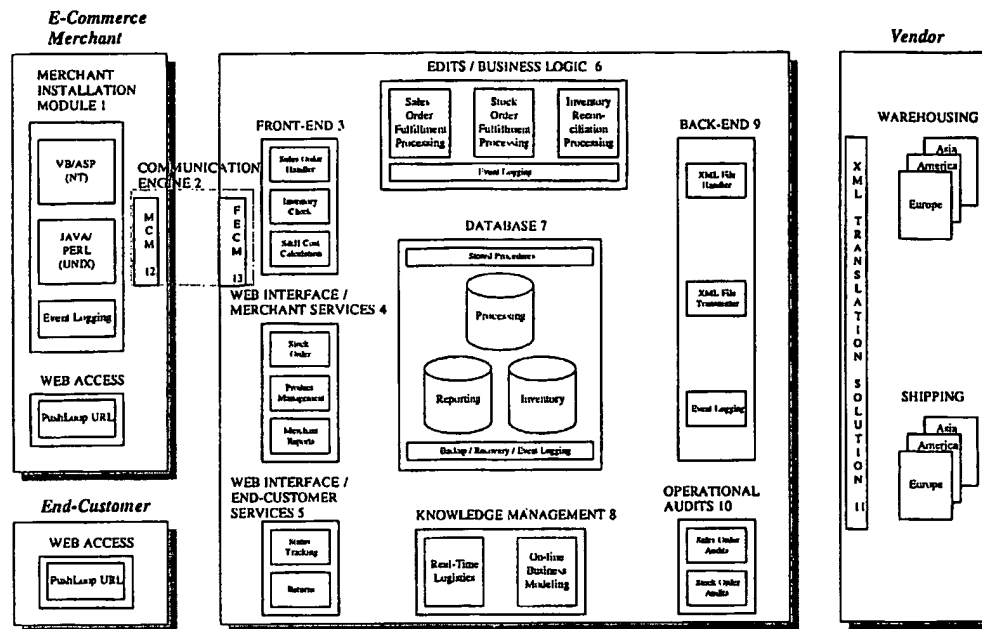 E-Commerce
Merchant
MERCHANT
INSTALLATION
MODULE 1
VB/ASP
(NT)
JAVA/
PERL
(UNIX)
Event Logging
WEB ACCESS
PushLoop URL
End-Customer
WEB ACCESS
PushLoop URL
COMMUNICATION
ENGINE 2
MCM 12
FECM 13
FRONT-END 3
Sales Order
Handler
Inventory
Check
S&H Cost
Calculation
WEB INTERFACE /
MERCHANT SERVICES 4
Stock
Order
Product
Management
Merchant
Reports
WEB INTERFACE /
END-CUSTOMER
SERVICES 5
Status
Tracking
Returns
EDITS / BUSINESS LOGIC 6
Sales
Order
Fulfillment
Processing
Stock
Order
Fulfillment
Processing
Inventory
Recon-
ciliation
Processing
Event Logging
DATABASE 7
Stored Procedures
Processing
Reporting
Inventory
Backup / Recovery / Event Logging
KNOWLEDGE MANAGEMENT 8
Real-Time
Logistics
On-line
Business
Modeling
BACK-END 9
XML File
Handler
XML File
Transmitter
Event Logging
OPERATIONAL
AUDITS 10
Sales Order
Audits
Stock Order
Audits
Vendor
XML TRANSLATION SOLUTION 11
WAREHOUSING
Asia
America
Europe
SHIPPING
Asia
America
Europe